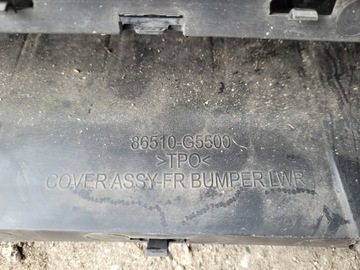 86510-G5500
>TPO<
COVER ASSY-FR BUMPER LWR